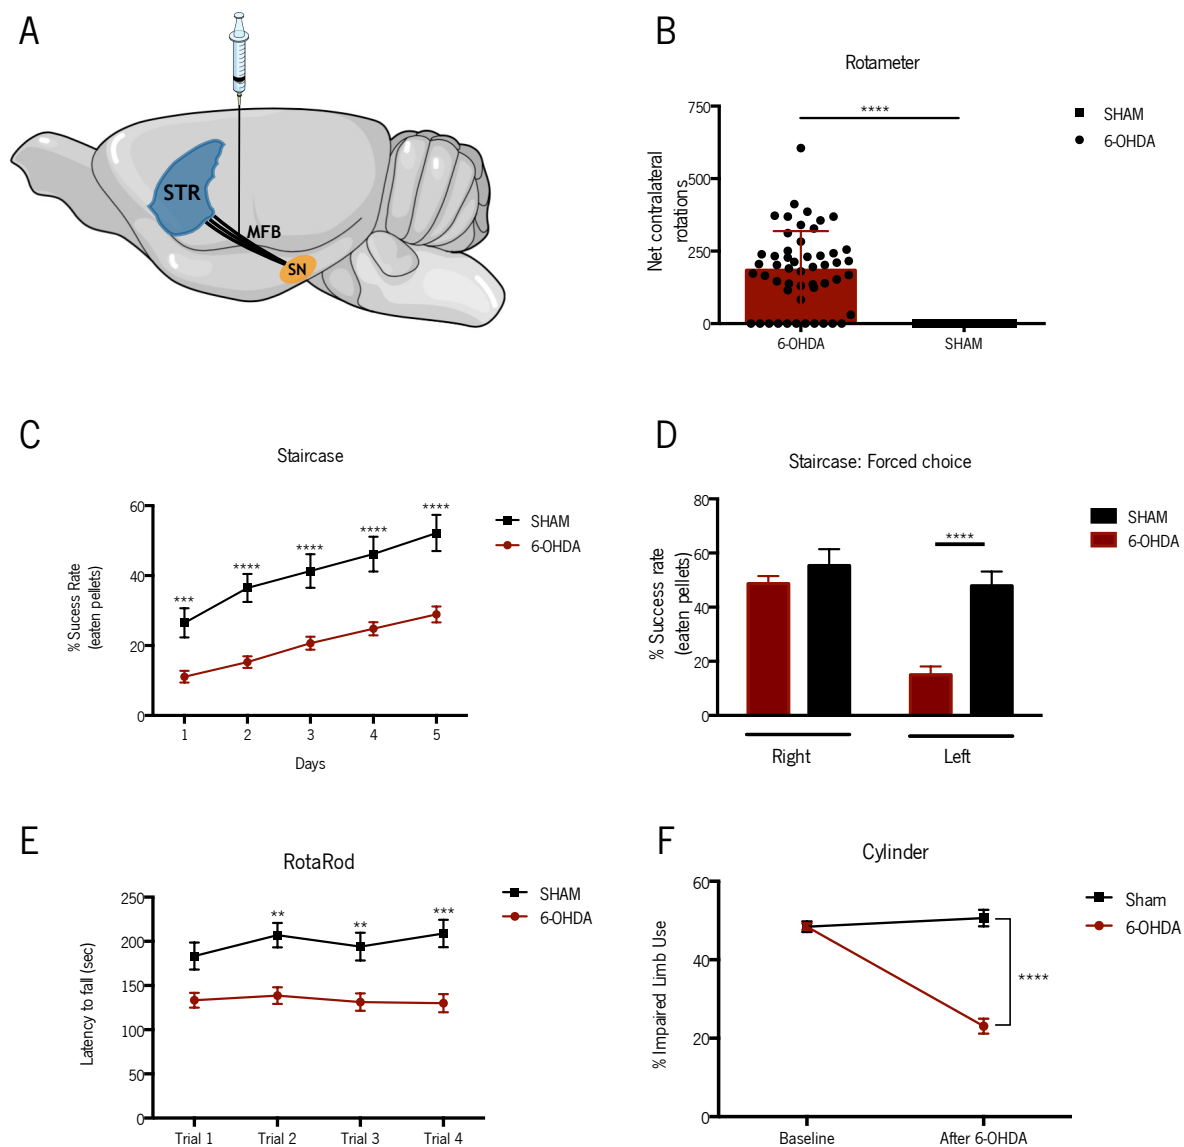 A
STR
MFB
SN
B
Rotameter
Net contralateral
rotations
750
500
250
0
****
6-OHDA
SHAM
SHAM
6-OHDA
C
Staircase
% Sucess Rate
(eaten pellets)
60
40
20
0
***
****
****
****
****
1 2 3 4 5
Days
SHAM
6-OHDA
D
Staircase: Forced choice
% Success rate
(eaten pellets)
80
60
40
20
0
****
Right
Left
SHAM
6-OHDA
E
RotaRod
Latency to fall (sec)
250
200
150
100
50
0
**
**
***
Trial 1 Trial 2 Trial 3 Trial 4
SHAM
6-OHDA
F
Cylinder
% Impaired Limb Use
60
40
20
0
****
Baseline
After 6-OHDA
Sham
6-OHDA